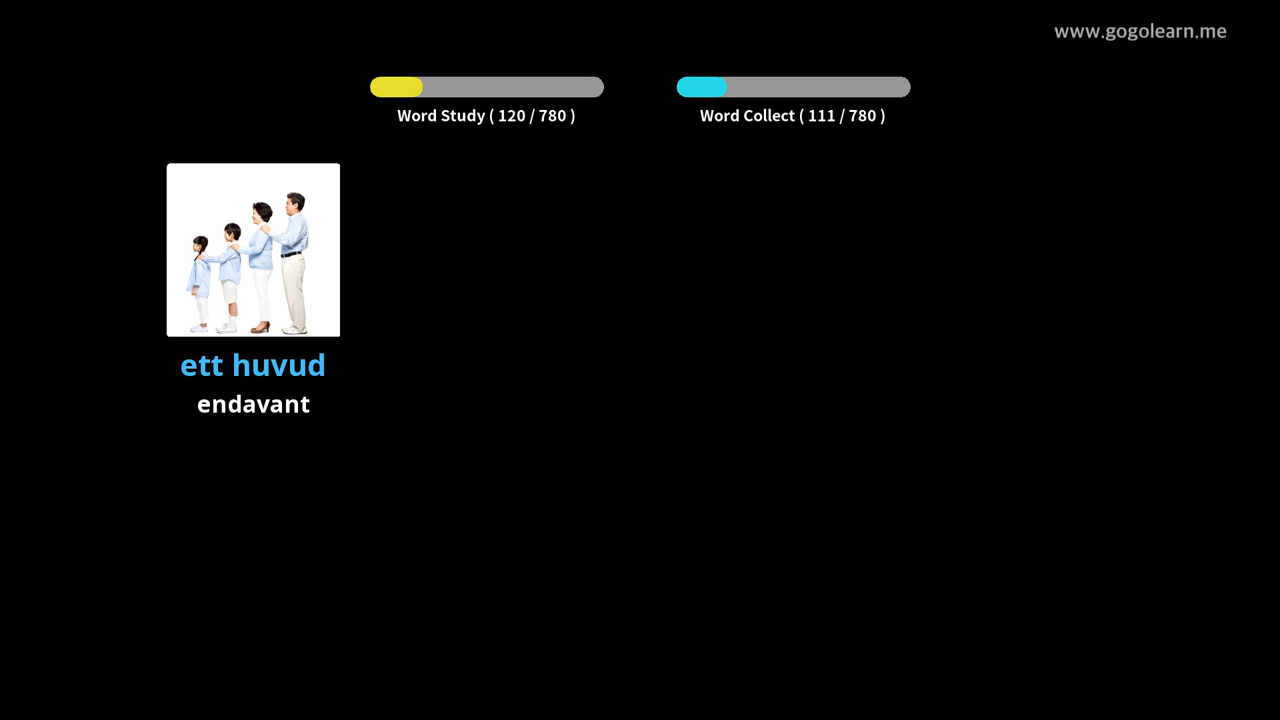 www.gogolearn.me
Word Study ( 120 / 780 )
Word Collect ( 111 / 780 )
ett huvud
endavant